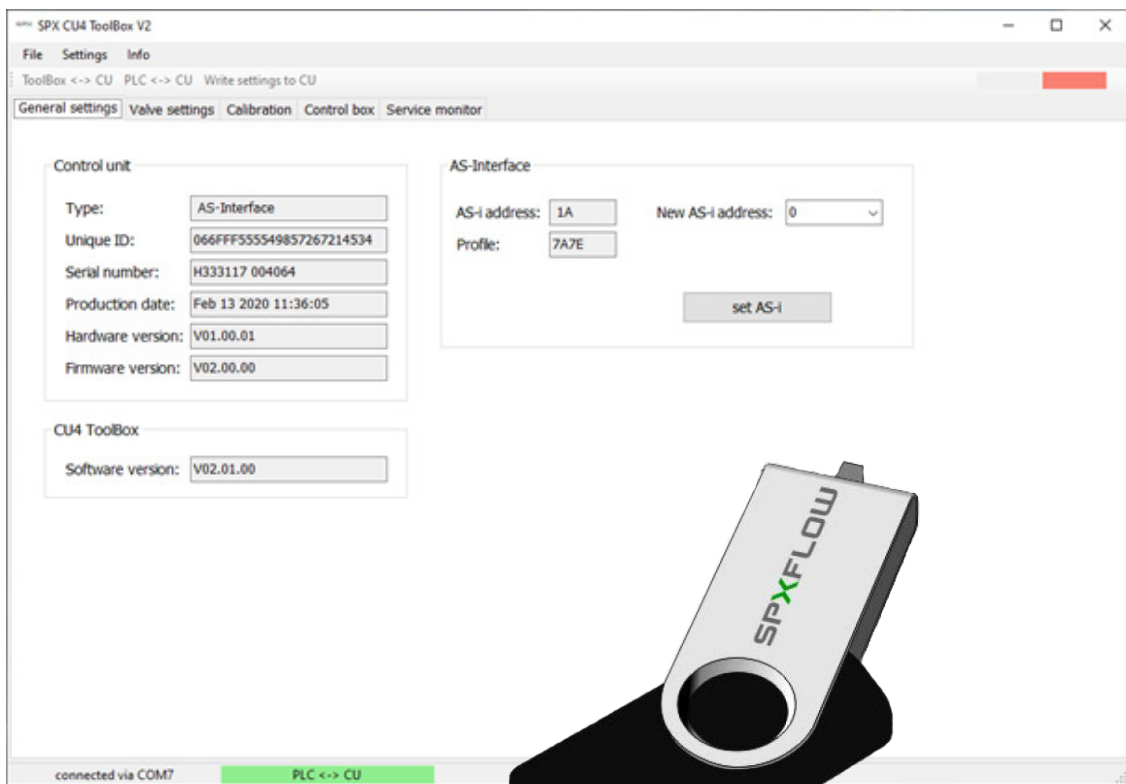 SPX CU4 ToolBox V2
File Settings Info
ToolBox <-> CU PLC <-> CU Write settings to CU
General settings Valve settings Calibration Control box Service monitor
Control unit
Type: AS-Interface
Unique ID: 066FFF555549857267214534
Serial number: H333117 004064
Production date: Feb 13 2020 11:36:05
Hardware version: V01.00.01
Firmware version: V02.00.00
CU4 ToolBox
Software version: V02.01.00
AS-Interface
AS-i address: 1A New AS-i address: 0
Profile: 7A7E
set AS-i
SPXFLOW
connected via COM7 PLC <-> CU